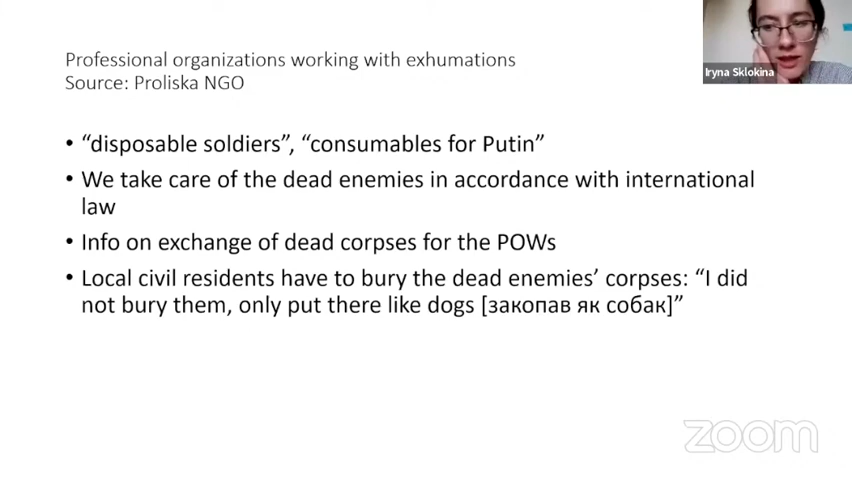 Professional organizations working with exhumations
Source: Proliska NGO
Iryna Sklokina
• “disposable soldiers”, “consumables for Putin”
• We take care of the dead enemies in accordance with international
law
• Info on exchange of dead corpses for the POWs
• Local civil residents have to bury the dead enemies’ corpses: “I did
not bury them, only put there like dogs [закопав як собак]”
zoom